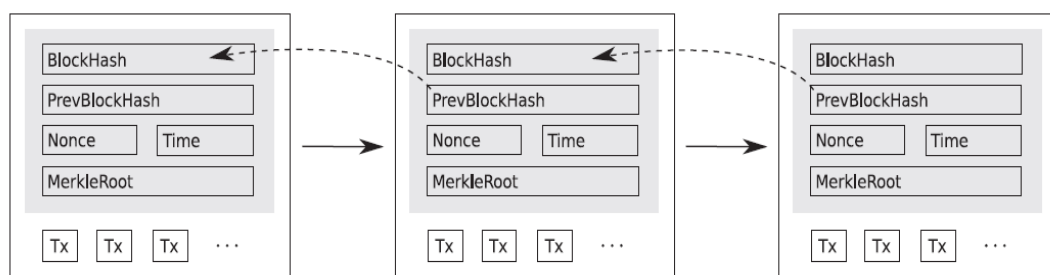 BlockHash
PrevBlockHash
Nonce Time
MerkleRoot
Tx Tx Tx ...
BlockHash
PrevBlockHash
Nonce Time
MerkleRoot
Tx Tx Tx ...
BlockHash
PrevBlockHash
Nonce Time
MerkleRoot
Tx Tx Tx ...